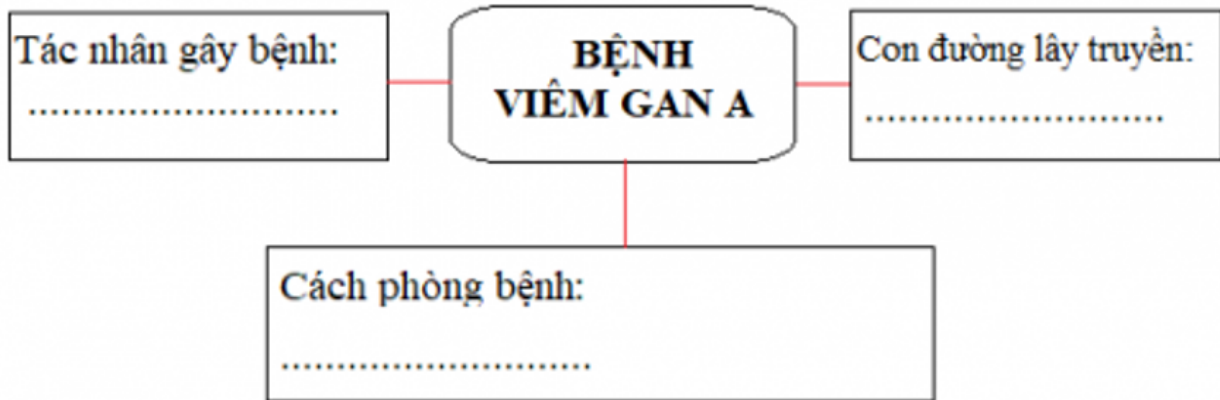 Tác nhân gây bệnh:
............................
BỆNH
VIÊM GAN A
Con đường lây truyền:
...........................
Cách phòng bệnh:
............................